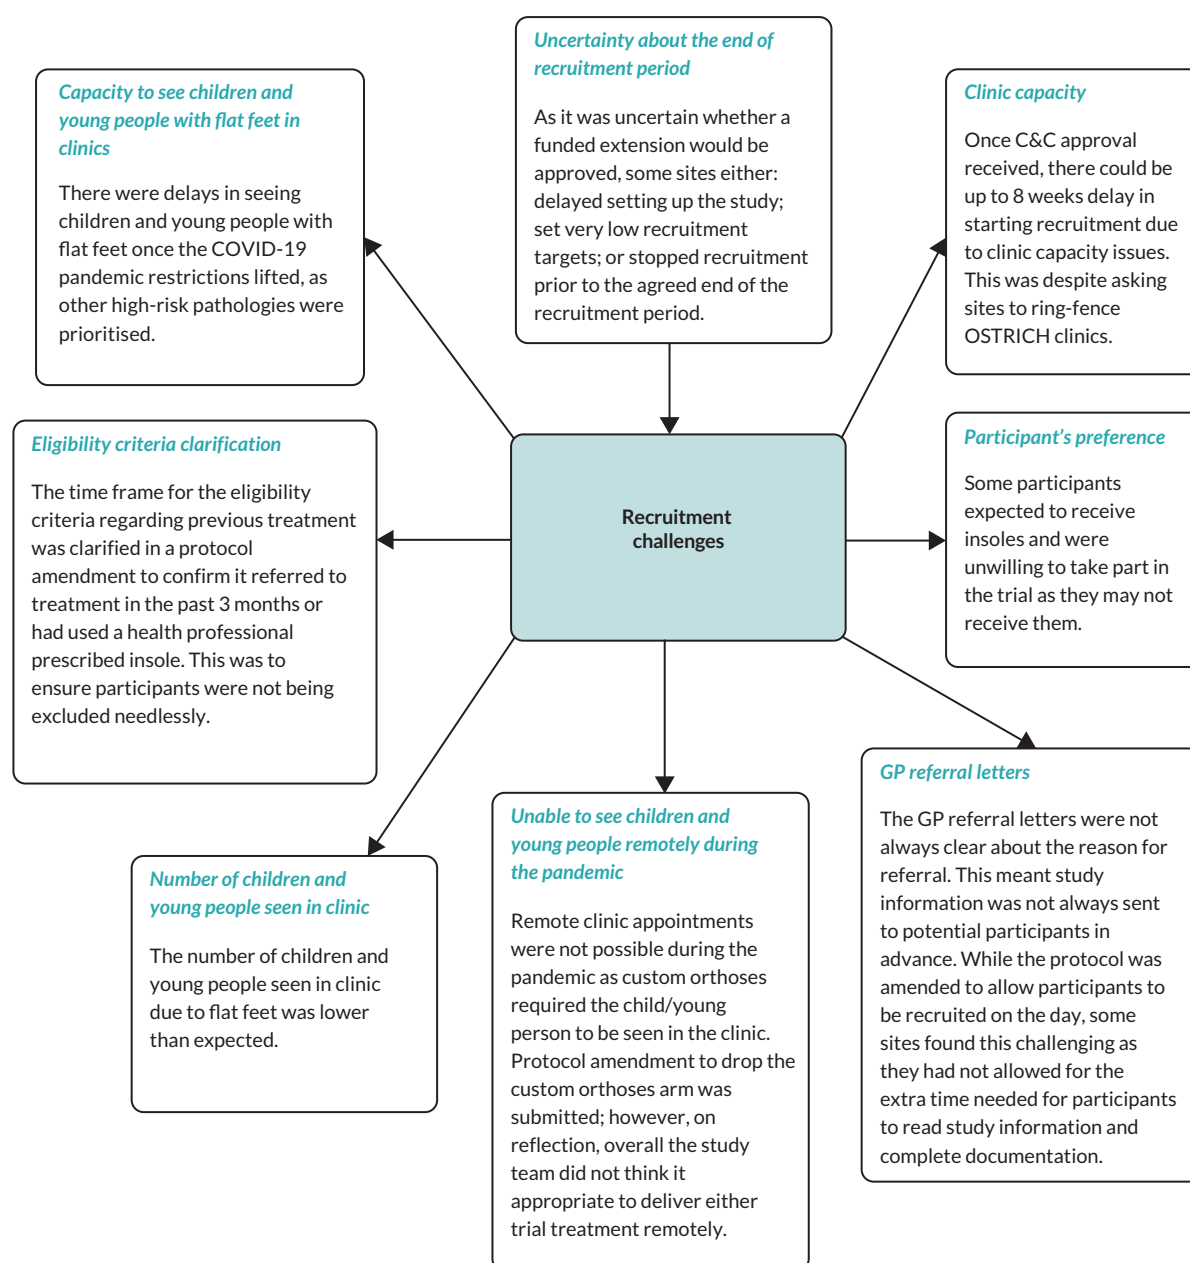 Uncertainty about the end of
recruitment period
As it was uncertain whether a
funded extension would be
approved, some sites either:
delayed setting up the study;
set very low recruitment
targets; or stopped recruitment
prior to the agreed end of the
recruitment period.
Capacity to see children and
young people with flat feet in
clinics
There were delays in seeing
children and young people with
flat feet once the COVID-19
pandemic restrictions lifted, as
other high-risk pathologies were
prioritised.
Clinic capacity
Once C&C approval
received, there could be
up to 8 weeks delay in
starting recruitment due
to clinic capacity issues.
This was despite asking
sites to ring-fence
OSTRICH clinics.
Eligibility criteria clarification
The time frame for the eligibility
criteria regarding previous treatment
was clarified in a protocol
amendment to confirm it referred to
treatment in the past 3 months or
had used a health professional
prescribed insole. This was to
ensure participants were not being
excluded needlessly.
Recruitment
challenges
Participant's preference
Some participants
expected to receive
insoles and were
unwilling to take part in
the trial as they may not
receive them.
Number of children and
young people seen in clinic
The number of children and
young people seen in clinic
due to flat feet was lower
than expected.
Unable to see children and
young people remotely during
the pandemic
Remote clinic appointments
were not possible during the
pandemic as custom orthoses
required the child/young
person to be seen in the clinic.
Protocol amendment to drop the
custom orthoses arm was
submitted; however, on
reflection, overall the study
team did not think it
appropriate to deliver either
trial treatment remotely.
GP referral letters
The GP referral letters were not
always clear about the reason for
referral. This meant study
information was not always sent
to potential participants in
advance. While the protocol was
amended to allow participants to
be recruited on the day, some
sites found this challenging as
they had not allowed for the
extra time needed for participants
to read study information and
complete documentation.